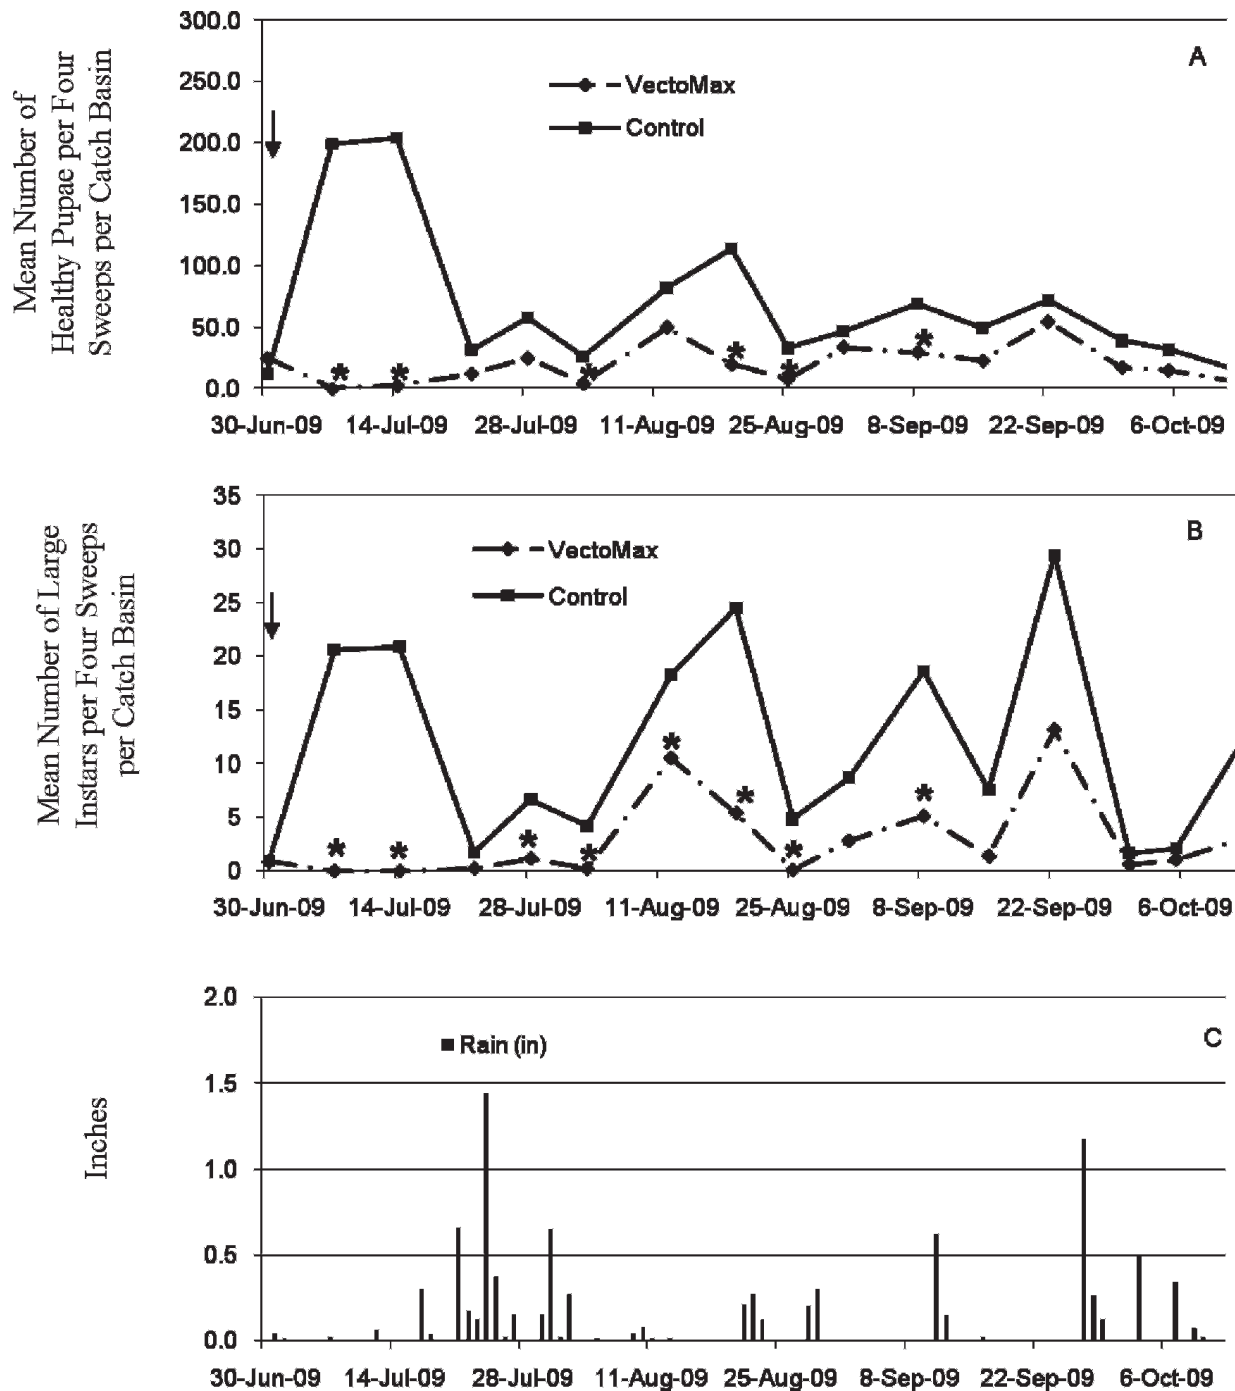 Mean Number of
Healthy Pupae per Four
Sweeps per Catch Basin
300.0
250.0
200.0
150.0
100.0
50.0
0.0
A
VectoMax
Control
*
*
*
*
*
*
30-Jun-09 14-Jul-09 28-Jul-09 11-Aug-09 25-Aug-09 8-Sep-09 22-Sep-09 6-Oct-09
Mean Number of Large
Instars per Four Sweeps
per Catch Basin
35
30
25
20
15
10
5
0
B
VectoMax
Control
*
*
*
*
*
*
*
*
30-Jun-09 14-Jul-09 28-Jul-09 11-Aug-09 25-Aug-09 8-Sep-09 22-Sep-09 6-Oct-09
Inches
2.0
1.5
1.0
0.5
0.0
C
Rain (in)
30-Jun-09 14-Jul-09 28-Jul-09 11-Aug-09 25-Aug-09 8-Sep-09 22-Sep-09 6-Oct-09